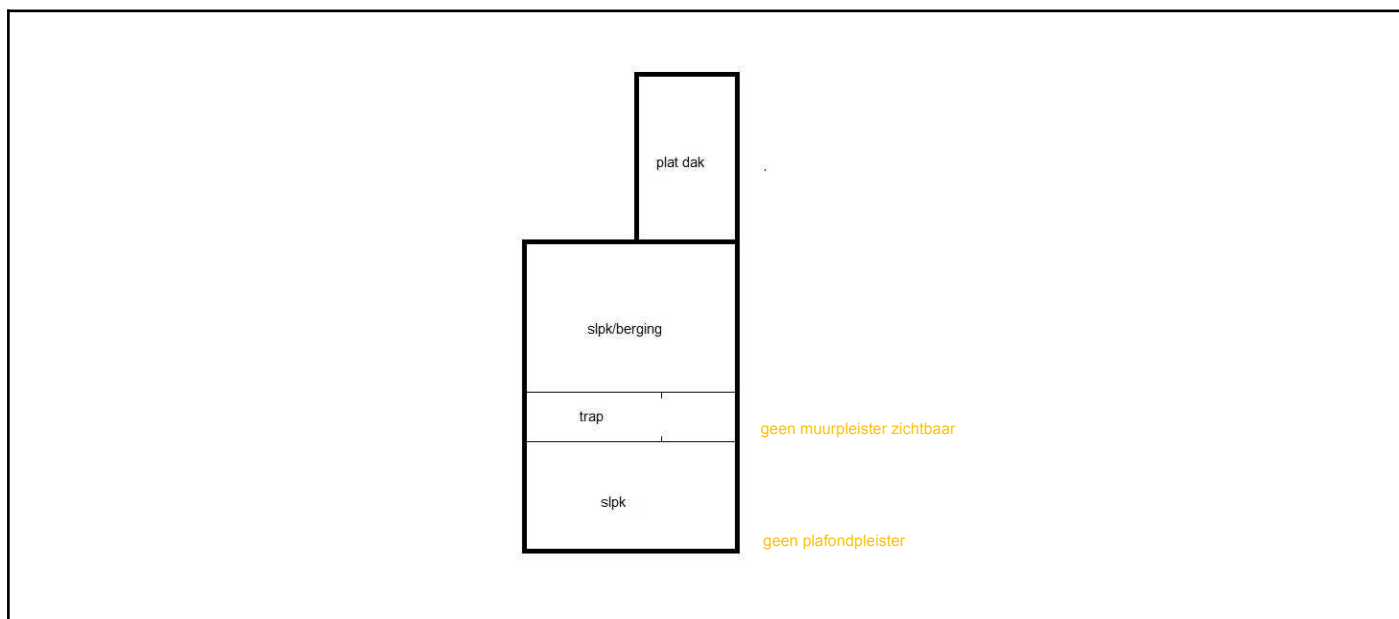 plat dak
.
slpk/berging
trap
geen muurpleister zichtbaar
slpk
geen plafondpleister